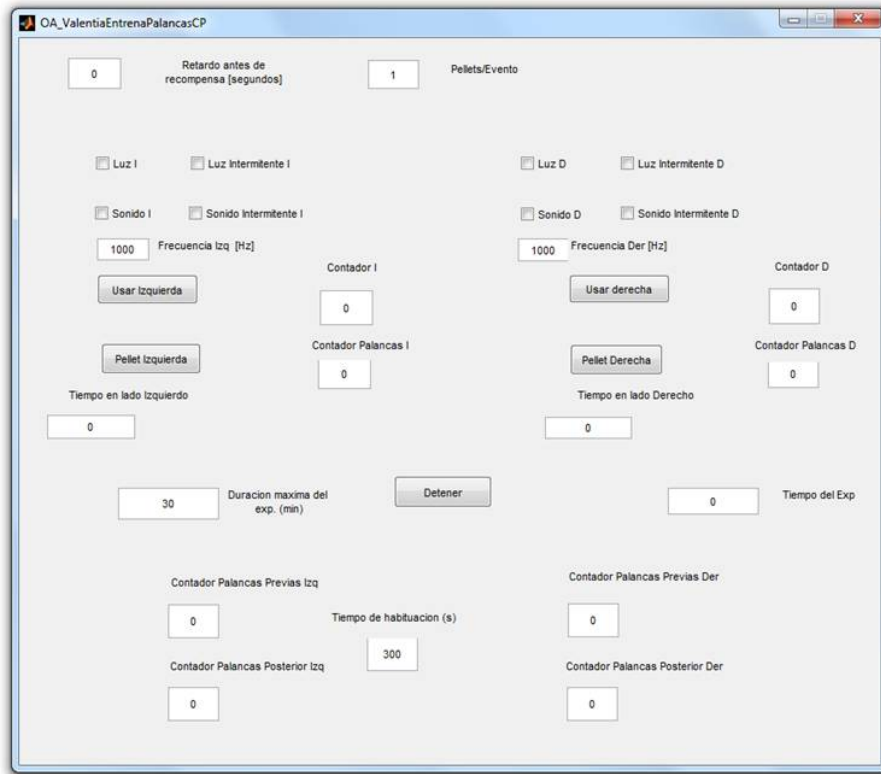 OA_ValentiaEntrenaPalancasCP
0
Retardo antes de
recompensa [segundos]
1
Pellets/Evento
Luz I
Luz Intermitente I
Luz D
Luz Intermitente D
Sonido I
Sonido Intermitente I
Sonido D
Sonido Intermitente D
1000
Frecuencia Izq [Hz]
1000
Frecuencia Der [Hz]
Contador I
Contador D
Usar Izquierda
0
Usar derecha
0
Contador Palancas I
Contador Palancas D
Pellet Izquierda
0
Pellet Derecha
0
Tiempo en lado Izquierdo
Tiempo en lado Derecho
0
0
30
Duracion maxima del
exp. (min)
Detener
0
Tiempo del Exp
Contador Palancas Previas Izq
Contador Palancas Previas Der
0
Tiempo de habituacion (s)
0
300
Contador Palancas Posterior Izq
Contador Palancas Posterior Der
0
0